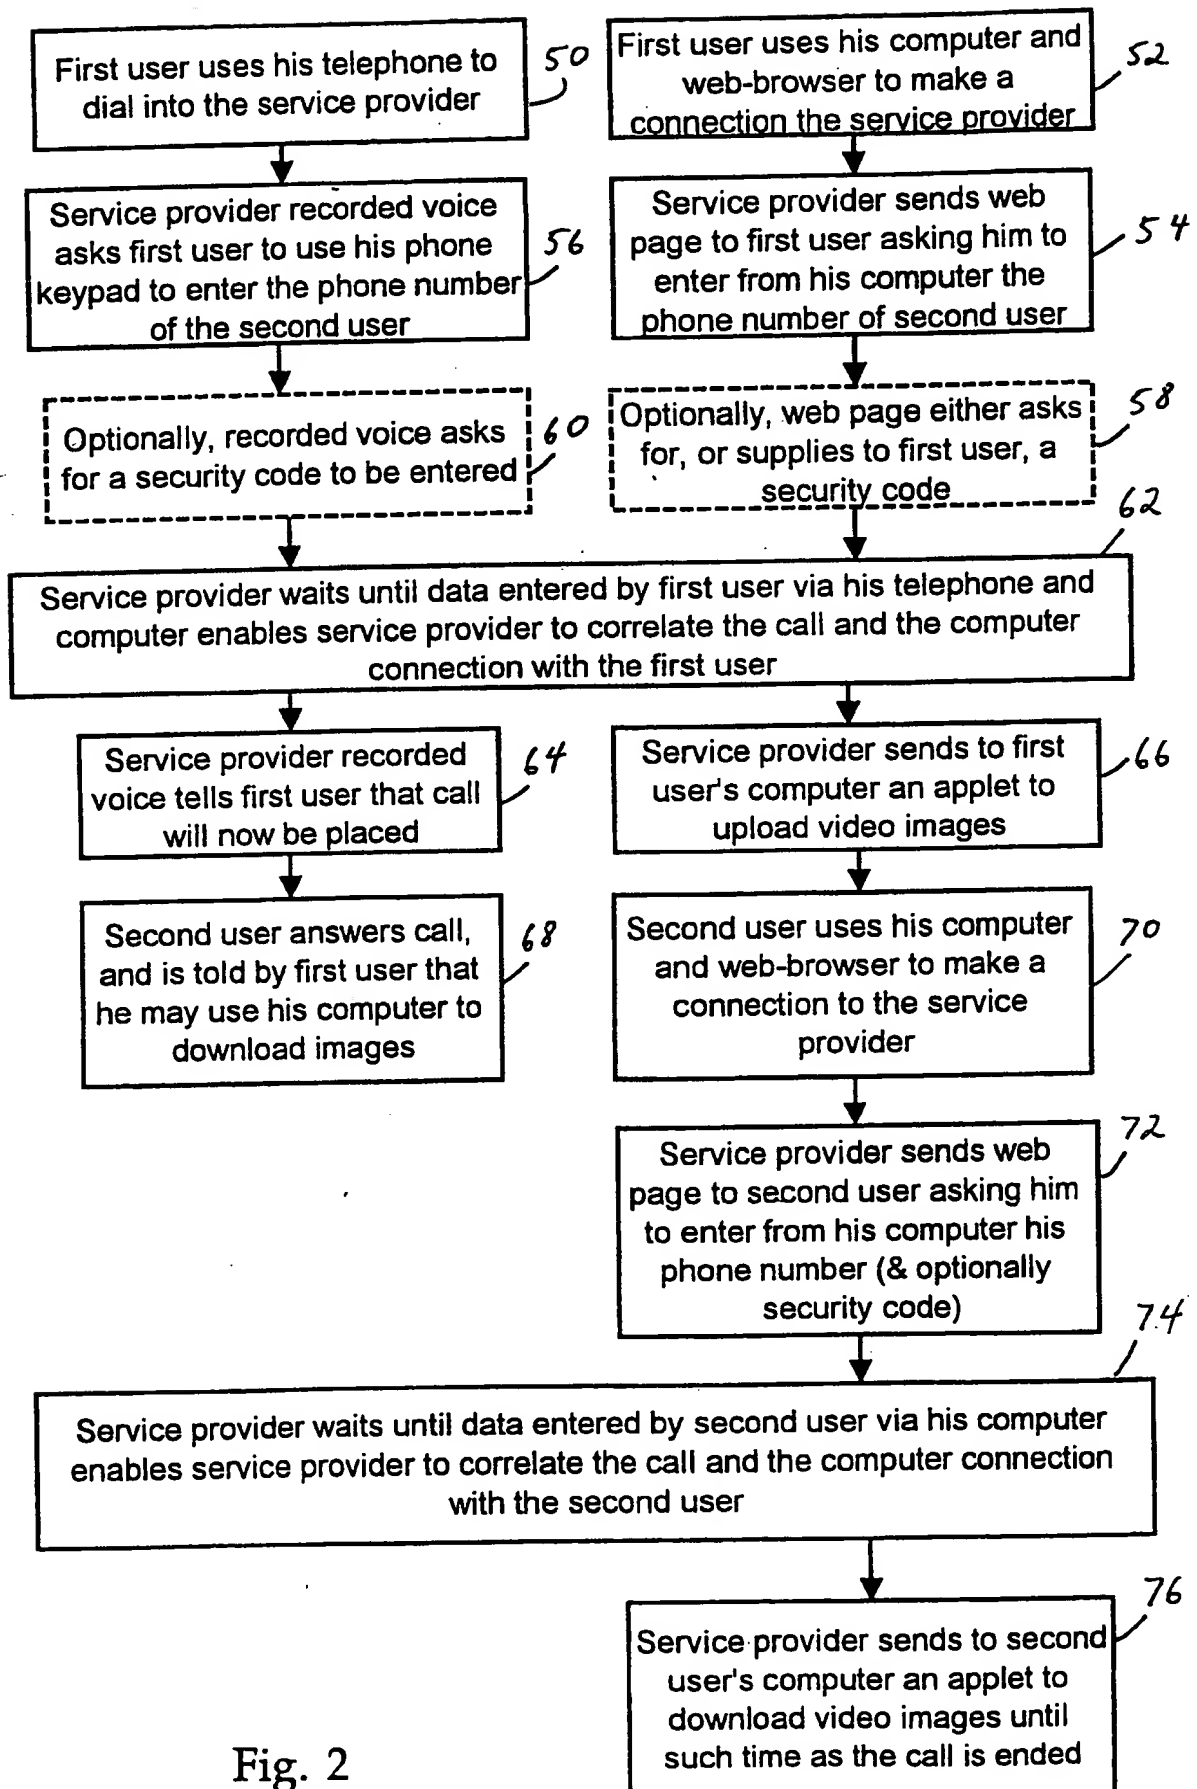 First user uses his telephone to
dial into the service provider
50
First user uses his computer and
web-browser to make a
connection the service provider
52
Service provider recorded voice
asks first user to use his phone
keypad to enter the phone number
of the second user
56
Service provider sends web
page to first user asking him to
enter from his computer the
phone number of second user
54
Optionally, recorded voice asks
for a security code to be entered
60
Optionally, web page either asks
for, or supplies to first user, a
security code
58
62
Service provider waits until data entered by first user via his telephone and
computer enables service provider to correlate the call and the computer
connection with the first user
Service provider recorded
voice tells first user that call
will now be placed
64
Service provider sends to first
user's computer an applet to
upload video images
66
Second user answers call,
and is told by first user that
he may use his computer to
download images
68
Second user uses his computer
and web-browser to make a
connection to the service
provider
70
Service provider sends web
page to second user asking him
to enter from his computer his
phone number (& optionally
security code)
72
74
Service provider waits until data entered by second user via his computer
enables service provider to correlate the call and the computer connection
with the second user
76
Service provider sends to second
user's computer an applet to
download video images until
such time as the call is ended
Fig. 2